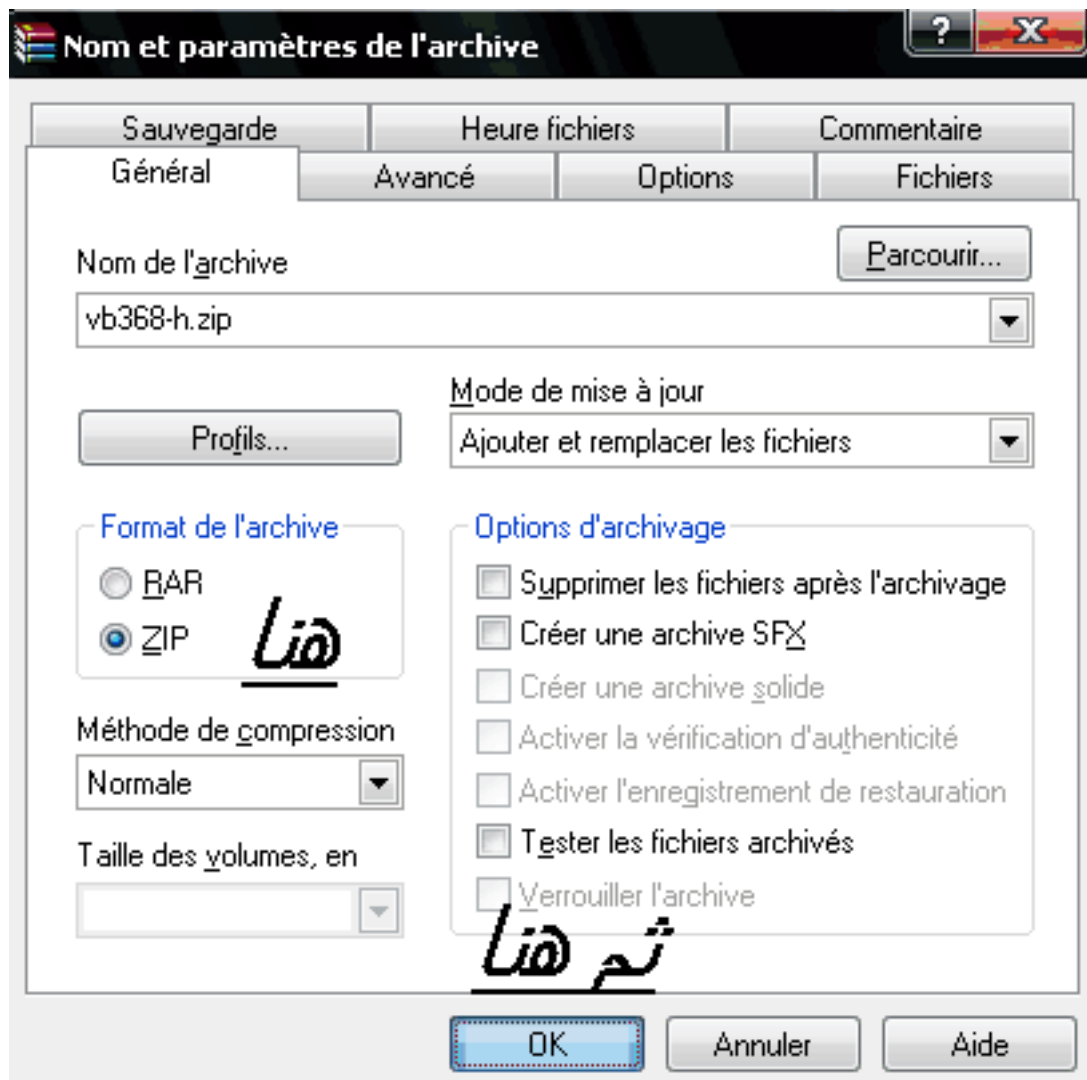 Nom et paramètres de l'archive
Sauvegarde Heure fichiers Commentaire
Général Avancé Options Fichiers
Nom de l'archive
Parcourir...
vb368-h.zip
Profils...
Mode de mise à jour
Ajouter et remplacer les fichiers
Format de l'archive
RAR
ZIP
هنا
Méthode de compression
Normale
Taille des volumes, en
Options d'archivage
Supprimer les fichiers après l'archivage
Créer une archive SFX
Créer une archive solide
Activer la vérification d'authenticité
Activer l'enregistrement de restauration
Tester les fichiers archivés
Verrouiller l'archive
ثم هنا
OK Annuler Aide